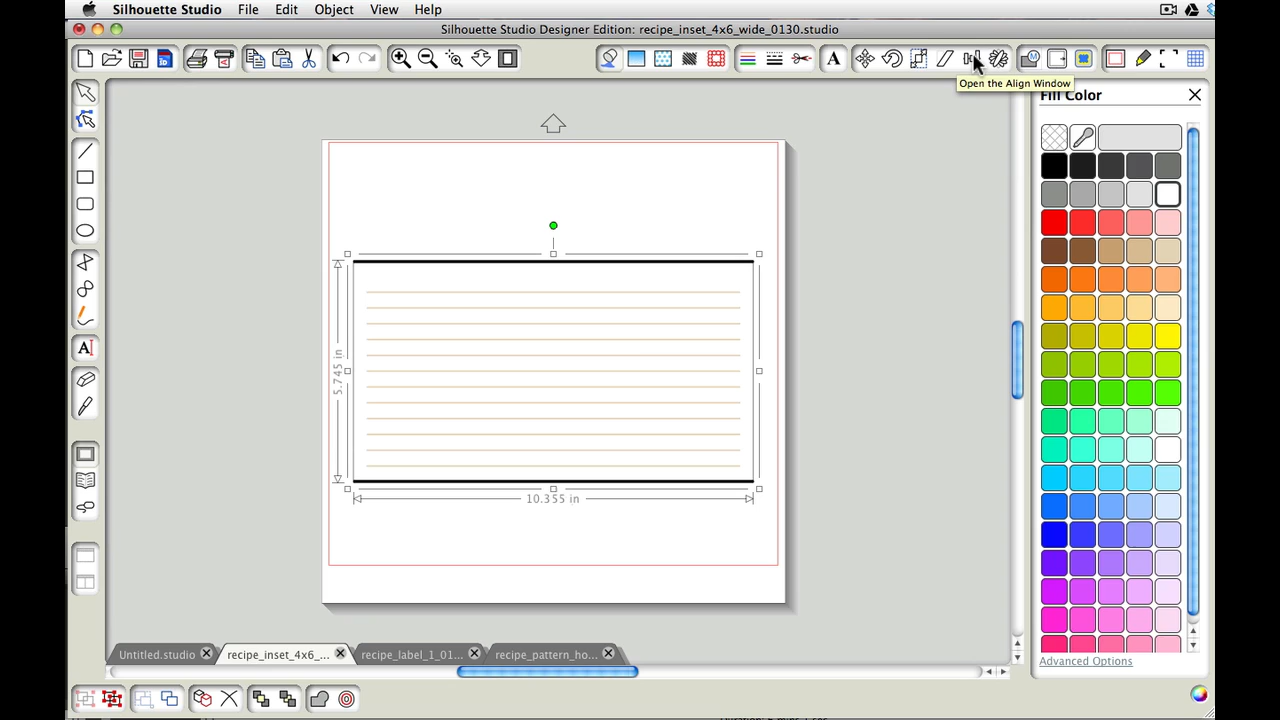 Silhouette Studio File Edit Object View Help
Silhouette Studio Designer Edition: recipe_inset_4x6_wide_0130.studio
A
M
Open the Align Window
Fill Color
A
5.745 in
10.355 in
Untitled.studio
recipe_inset_4x6_...
recipe_label_1_01...
recipe_pattern_ho...
Advanced Options